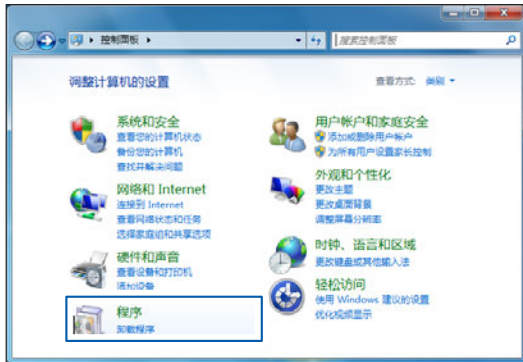 控制面板
搜索控制面板
调整计算机的设置
查看方式: 类别
系统和安全
查看您的计算机状态
备份您的计算机
查找并解决问题
网络和 Internet
连接到 Internet
查看网络状态和任务
选择家庭组和共享选项
硬件和声音
查看设备和打印机
添加设备
程序
卸载程序
用户帐户和家庭安全
添加或删除用户帐户
为所有用户设置家长控制
外观和个性化
更改主题
更改桌面背景
调整屏幕分辨率
时钟、语言和区域
更改键盘或其他输入法
轻松访问
使用 Windows 建议的设置
优化视频显示